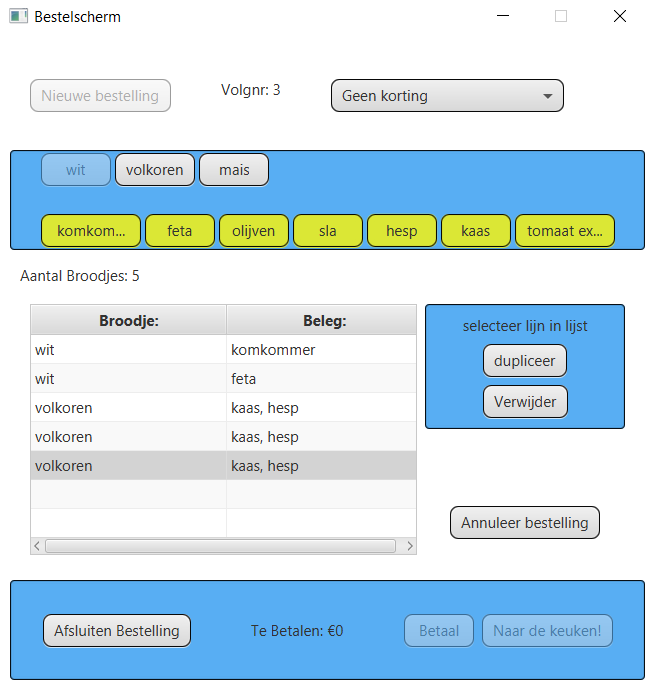 Bestelscherm
Nieuwe bestelling Volgnr: 3 Geen korting
wit volkoren mais
komkom... feta olijven sla hesp kaas tomaat ex...
Aantal Broodjes: 5
Broodje: Beleg:
wit komkommer
wit feta
volkoren kaas, hesp
volkoren kaas, hesp
volkoren kaas, hesp
selecteer lijn in lijst
dupliceer
Verwijder
Annuleer bestelling
Afsluiten Bestelling Te Betalen: €0 Betaal Naar de keuken!